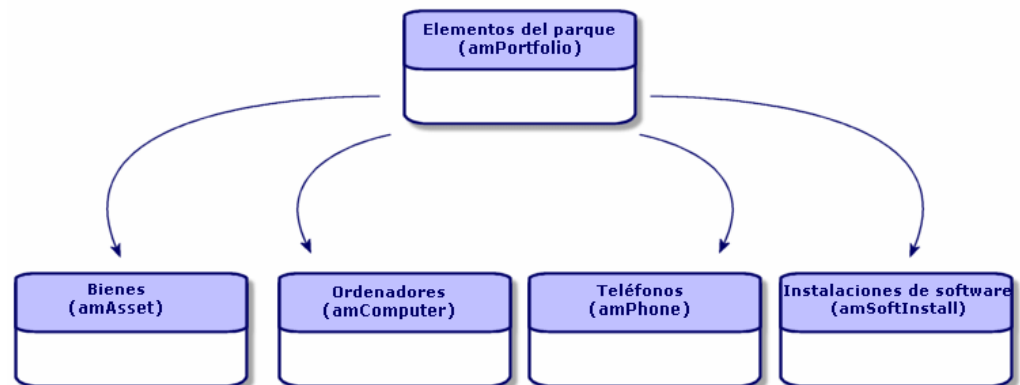 Elementos del parque
(amPortfolio)
Bienes
(amAsset)
Ordenadores
(amComputer)
Teléfonos
(amPhone)
Instalaciones de software
(amSoftInstall)